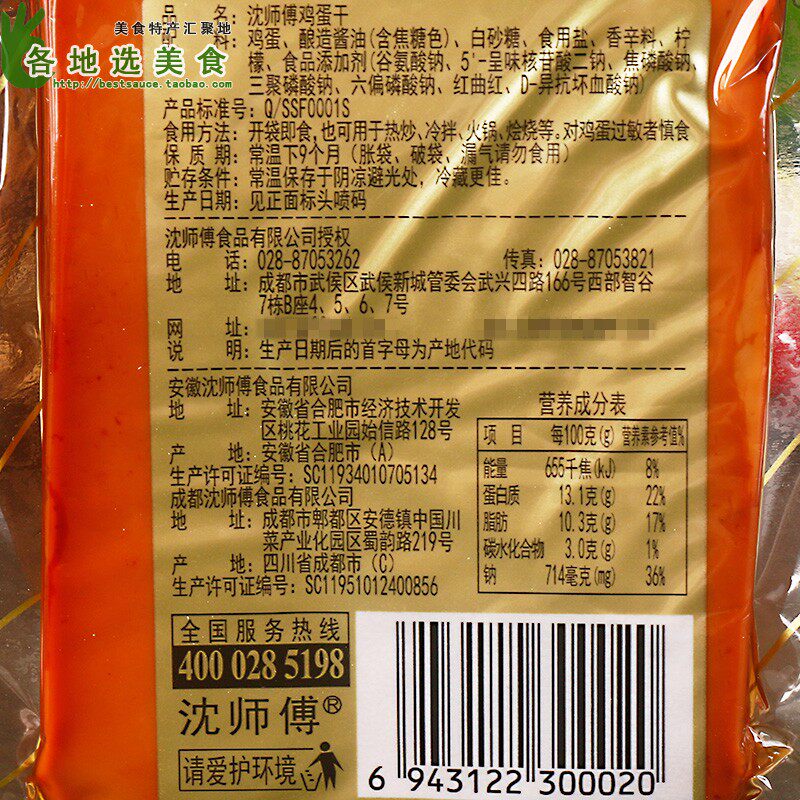 美食特产汇聚地
各地选美食
http://bestsauce.taobao.com
品 名：沈师傅鸡蛋干
料：鸡蛋、酿造酱油(含焦糖色)、白砂糖、食用盐、香辛料、柠
檬、食品添加剂(谷氨酸钠、5'-呈味核苷酸二钠、焦磷酸钠、
三聚磷酸钠、六偏磷酸钠、红曲红、D-异抗坏血酸钠)
产品标准号：Q/SSF0001S
食用方法：开袋即食,也可用于热炒、冷拌、火锅、烩烧等。对鸡蛋过敏者慎食
保 质 期：常温下9个月（胀袋、破袋、漏气请勿食用）
贮存条件：常温保存于阴凉避光处，冷藏更佳。
生产日期：见正面标头喷码
沈师傅食品有限公司授权
电 话：028-87053262 传真：028-87053821
地 址：成都市武侯区武侯新城管委会武兴四路166号西部智谷
7栋B座4、5、6、7号
网 址：
说 明：生产日期后的首字母为产地代码
安徽沈师傅食品有限公司
地 址：安徽省合肥市经济技术开发
区桃花工业园始信路128号
产 地：安徽省合肥市（A）
生产许可证编号：SC11934010705134
成都沈师傅食品有限公司
地 址：成都市郫都区安德镇中国川
菜产业化园区蜀韵路219号
产 地：四川省成都市（C）
生产许可证编号：SC11951012400856
营养成分表
项 目 每100克(g) 营养素参考值%
能量 655千焦(kJ) 8%
蛋白质 13.1克(g) 22%
脂肪 10.3克(g) 17%
碳水化合物 3.0克(g) 1%
钠 714毫克(mg) 36%
全国服务热线
400 028 5198
沈师傅®
请爱护环境
6 943122 300020